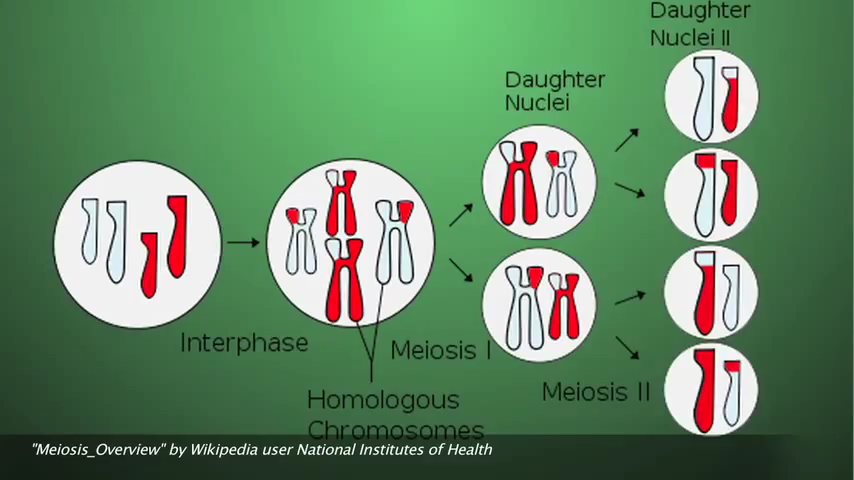 Daughter
Nuclei II
Daughter
Nuclei
Interphase
Meiosis I
Homologous
Chromosomes
Meiosis II
"Meiosis_Overview" by Wikipedia user National Institutes of Health